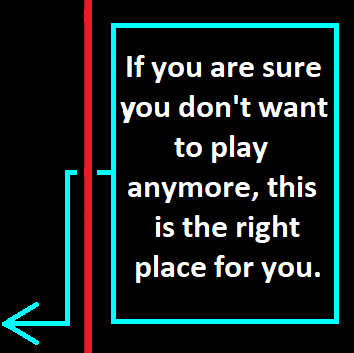 If you are sure
you don't want
to play
anymore, this
is the right
place for you.